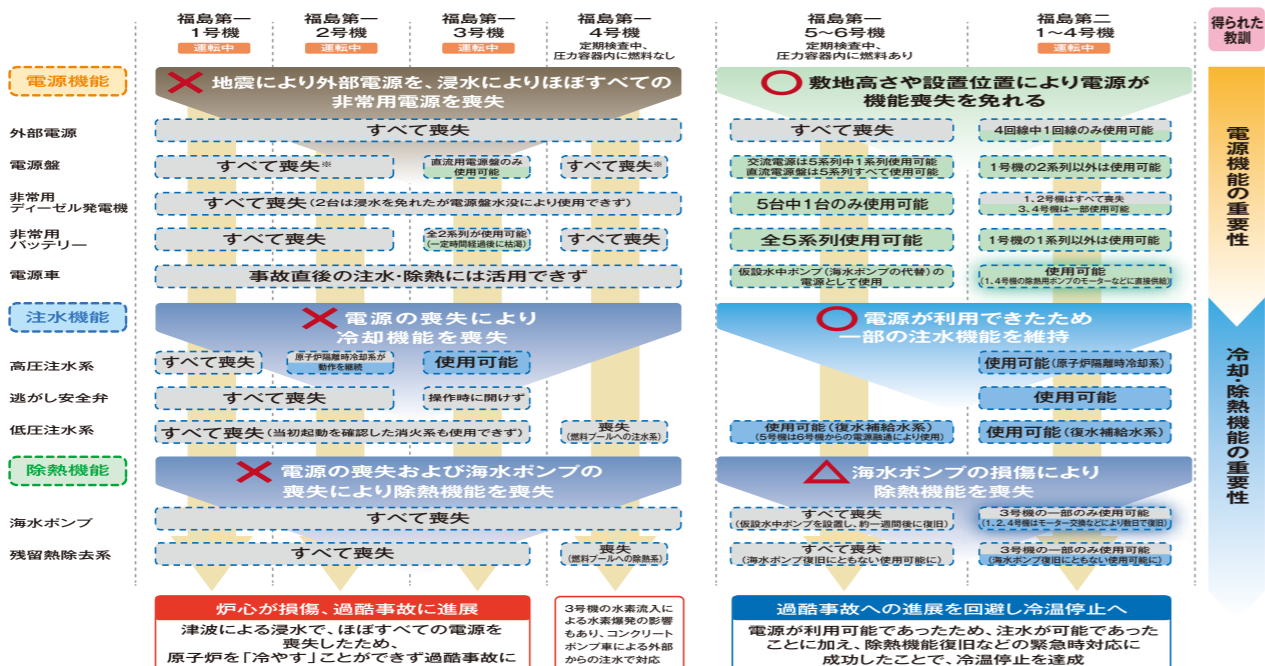 福島第一
1号機
運転中
福島第一
2号機
運転中
福島第一
3号機
運転中
福島第一
4号機
定期検査中、
圧力容器内に燃料なし
福島第一
5〜6号機
定期検査中、
圧力容器内に燃料あり
福島第二
1〜4号機
運転中
得られた
教訓
電源機能
地震により外部電源を、浸水によりほぼすべての
非常用電源を喪失
敷地高さや設置位置により電源が
機能喪失を免れる
外部電源
すべて喪失
すべて喪失
4回線中1回線のみ使用可能
電源盤
すべて喪失※
直流用電源盤のみ
使用可能
すべて喪失※
交流電源は5系列中1系列使用可能
直流電源盤は5系列すべて使用可能
1号機の2系列以外は使用可能
非常用
ディーゼル発電機
すべて喪失(2台は浸水を免れたが電源盤水没により使用できず)
5台中1台のみ使用可能
1、2号機はすべて喪失
3、4号機は一部使用可能
非常用
バッテリー
すべて喪失
全2系列が使用可能
(一定時間経過後に枯渇)
すべて喪失
全5系列使用可能
1号機の1系列以外は使用可能
電源車
事故直後の注水・除熱には活用できず
仮設水中ポンプ(海水ポンプの代替)の
電源として使用
使用可能
(1、4号機の除熱用ポンプのモーターなどに直接供給)
電源機能の重要性
注水機能
電源の喪失により
冷却機能を喪失
電源が利用できたため
一部の注水機能を維持
高圧注水系
すべて喪失
原子炉隔離時冷却系が
動作を継続
使用可能
使用可能(原子炉隔離時冷却系)
逃がし安全弁
すべて喪失
操作時に開けず
使用可能
低圧注水系
すべて喪失(当初起動を確認した消火系も使用できず)
喪失
(燃料プールへの注水系)
使用可能(復水補給水系)
(5号機は6号機からの電源融通により使用)
使用可能(復水補給水系)
除熱機能
電源の喪失および海水ポンプの
喪失により除熱機能を喪失
海水ポンプの損傷により
除熱機能を喪失
海水ポンプ
すべて喪失
すべて喪失
(仮設水中ポンプを設置し、約一週間後に復旧)
3号機の一部のみ使用可能
(1、2、4号機はモーター交換などにより数日で復旧)
残留熱除去系
すべて喪失
喪失
(燃料プールへの除熱系)
すべて喪失
(海水ポンプ復旧にともない使用可能に)
3号機の一部のみ使用可能
(海水ポンプ復旧にともない使用可能に)
冷却・除熱機能の重要性
炉心が損傷、過酷事故に進展
津波による浸水で、ほぼすべての電源を
喪失したため、
原子炉を「冷やす」ことができず過酷事故に
3号機の水素流入に
よる水素爆発の影響
もあり、コンクリート
ポンプ車による外部
からの注水で対応
過酷事故への進展を回避し冷温停止へ
電源が利用可能であったため、注水が可能であった
ことに加え、除熱機能復旧などの緊急時対応に
成功したことで、冷温停止を達成